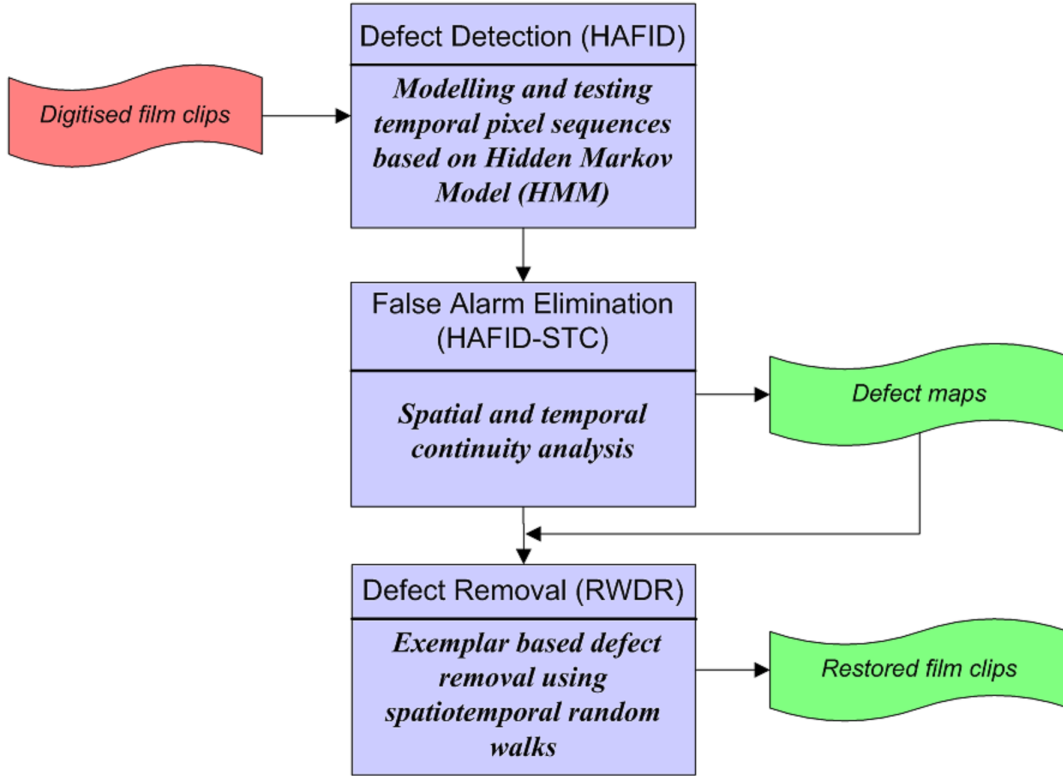 Defect Detection (HAFID)
Digitised film clips
Modelling and testing
temporal pixel sequences
based on Hidden Markov
Model (HMM)
False Alarm Elimination
(HAFID-STC)
Spatial and temporal
continuity analysis
Defect maps
Defect Removal (RWDR)
Exemplar based defect
removal using
spatiotemporal random
walks
Restored film clips